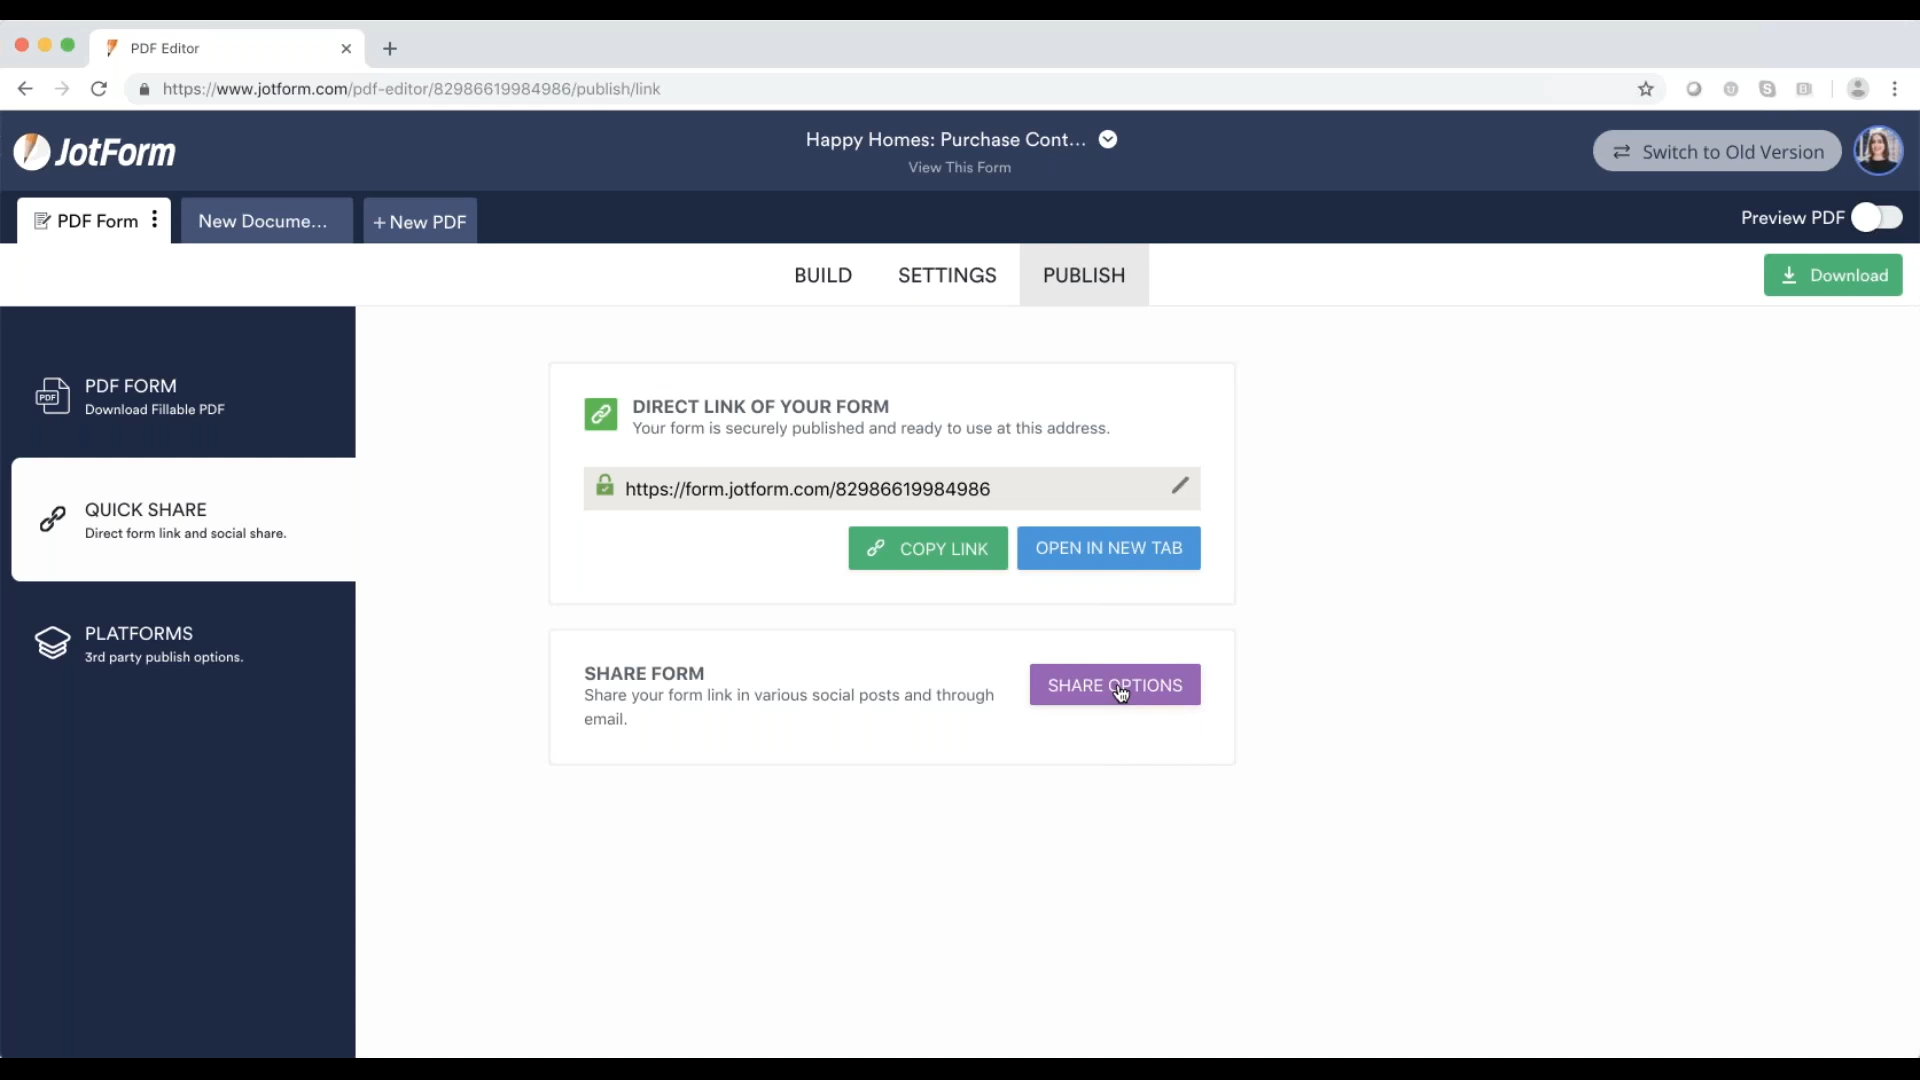 PDF Editor
https://www.jotform.com/pdf-editor/82986619984986/publish/link
JotForm
Happy Homes: Purchase Cont...
View This Form
Switch to Old Version
PDF Form
New Docume...
+ New PDF
Preview PDF
BUILD
SETTINGS
PUBLISH
Download
PDF
PDF FORM
Download Fillable PDF
QUICK SHARE
Direct form link and social share.
PLATFORMS
3rd party publish options.
DIRECT LINK OF YOUR FORM
Your form is securely published and ready to use at this address.
https://form.jotform.com/82986619984986
COPY LINK
OPEN IN NEW TAB
SHARE FORM
Share your form link in various social posts and through
email.
SHARE OPTIONS